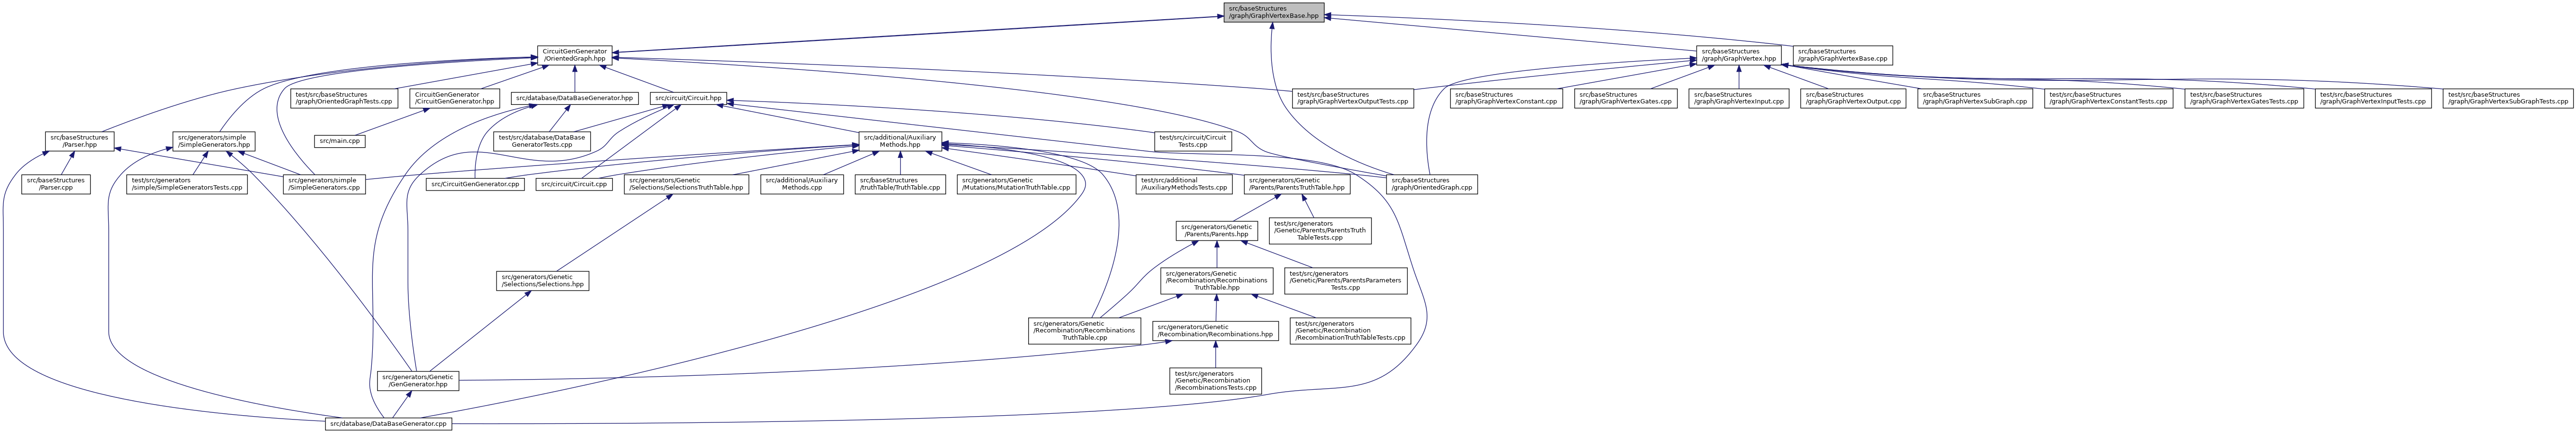 src/baseStructures
/graph/GraphVertexBase.hpp
CircuitGenGenerator
/OrientedGraph.hpp
src/baseStructures
/graph/GraphVertex.hpp
src/baseStructures
/graph/GraphVertexBase.cpp
test/src/baseStructures
/graph/OrientedGraphTests.cpp
CircuitGenGenerator
/CircuitGenGenerator.hpp
src/database/DataBaseGenerator.hpp
src/circuit/Circuit.hpp
test/src/baseStructures
/graph/GraphVertexOutputTests.cpp
src/baseStructures
/graph/GraphVertexConstant.cpp
src/baseStructures
/graph/GraphVertexGates.cpp
src/baseStructures
/graph/GraphVertexInput.cpp
src/baseStructures
/graph/GraphVertexOutput.cpp
src/baseStructures
/graph/GraphVertexSubGraph.cpp
test/src/baseStructures
/graph/GraphVertexConstantTests.cpp
test/src/baseStructures
/graph/GraphVertexGatesTests.cpp
test/src/baseStructures
/graph/GraphVertexInputTests.cpp
test/src/baseStructures
/graph/GraphVertexSubGraphTests.cpp
src/baseStructures
/Parser.hpp
src/generators/simple
/SimpleGenerators.hpp
src/main.cpp
test/src/database/DataBase
GeneratorTests.cpp
src/additional/Auxiliary
Methods.hpp
test/src/circuit/Circuit
Tests.cpp
src/baseStructures
/Parser.cpp
test/src/generators
/simple/SimpleGeneratorsTests.cpp
src/generators/simple
/SimpleGenerators.cpp
src/CircuitGenGenerator.cpp
src/circuit/Circuit.cpp
src/generators/Genetic
/Selections/SelectionsTruthTable.hpp
src/additional/Auxiliary
Methods.cpp
src/baseStructures
/truthTable/TruthTable.cpp
src/generators/Genetic
/Mutations/MutationTruthTable.cpp
test/src/additional
/AuxiliaryMethodsTests.cpp
src/generators/Genetic
/Parents/ParentsTruthTable.hpp
src/baseStructures
/graph/OrientedGraph.cpp
src/generators/Genetic
/Parents/Parents.hpp
test/src/generators
/Genetic/Parents/ParentsTruth
TableTests.cpp
src/generators/Genetic
/Selections/Selections.hpp
src/generators/Genetic
/Recombination/Recombinations
TruthTable.hpp
test/src/generators
/Genetic/Parents/ParentsParameters
Tests.cpp
src/generators/Genetic
/Recombination/Recombinations
TruthTable.cpp
src/generators/Genetic
/Recombination/Recombinations.hpp
test/src/generators
/Genetic/Recombination
/RecombinationTruthTableTests.cpp
src/generators/Genetic
/GenGenerator.hpp
test/src/generators
/Genetic/Recombination
/RecombinationsTests.cpp
src/database/DataBaseGenerator.cpp